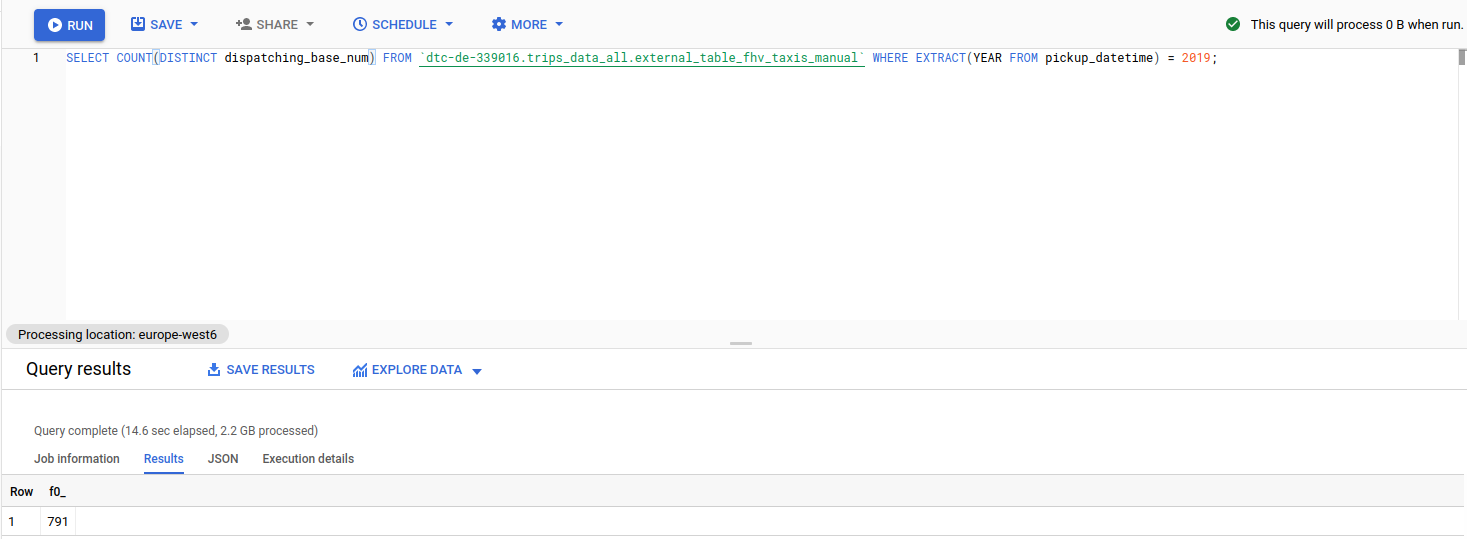 RUN SAVE SHARE SCHEDULE MORE This query will process 0 B when run.
1 SELECT COUNT(DISTINCT dispatching_base_num) FROM `dtc-de-339016.trips_data_all.external_table_fhv_taxis_manual` WHERE EXTRACT(YEAR FROM pickup_datetime) = 2019;
Processing location: europe-west6
Query results SAVE RESULTS EXPLORE DATA
Query complete (14.6 sec elapsed, 2.2 GB processed)
Job information Results JSON Execution details
Row f0_
1 791